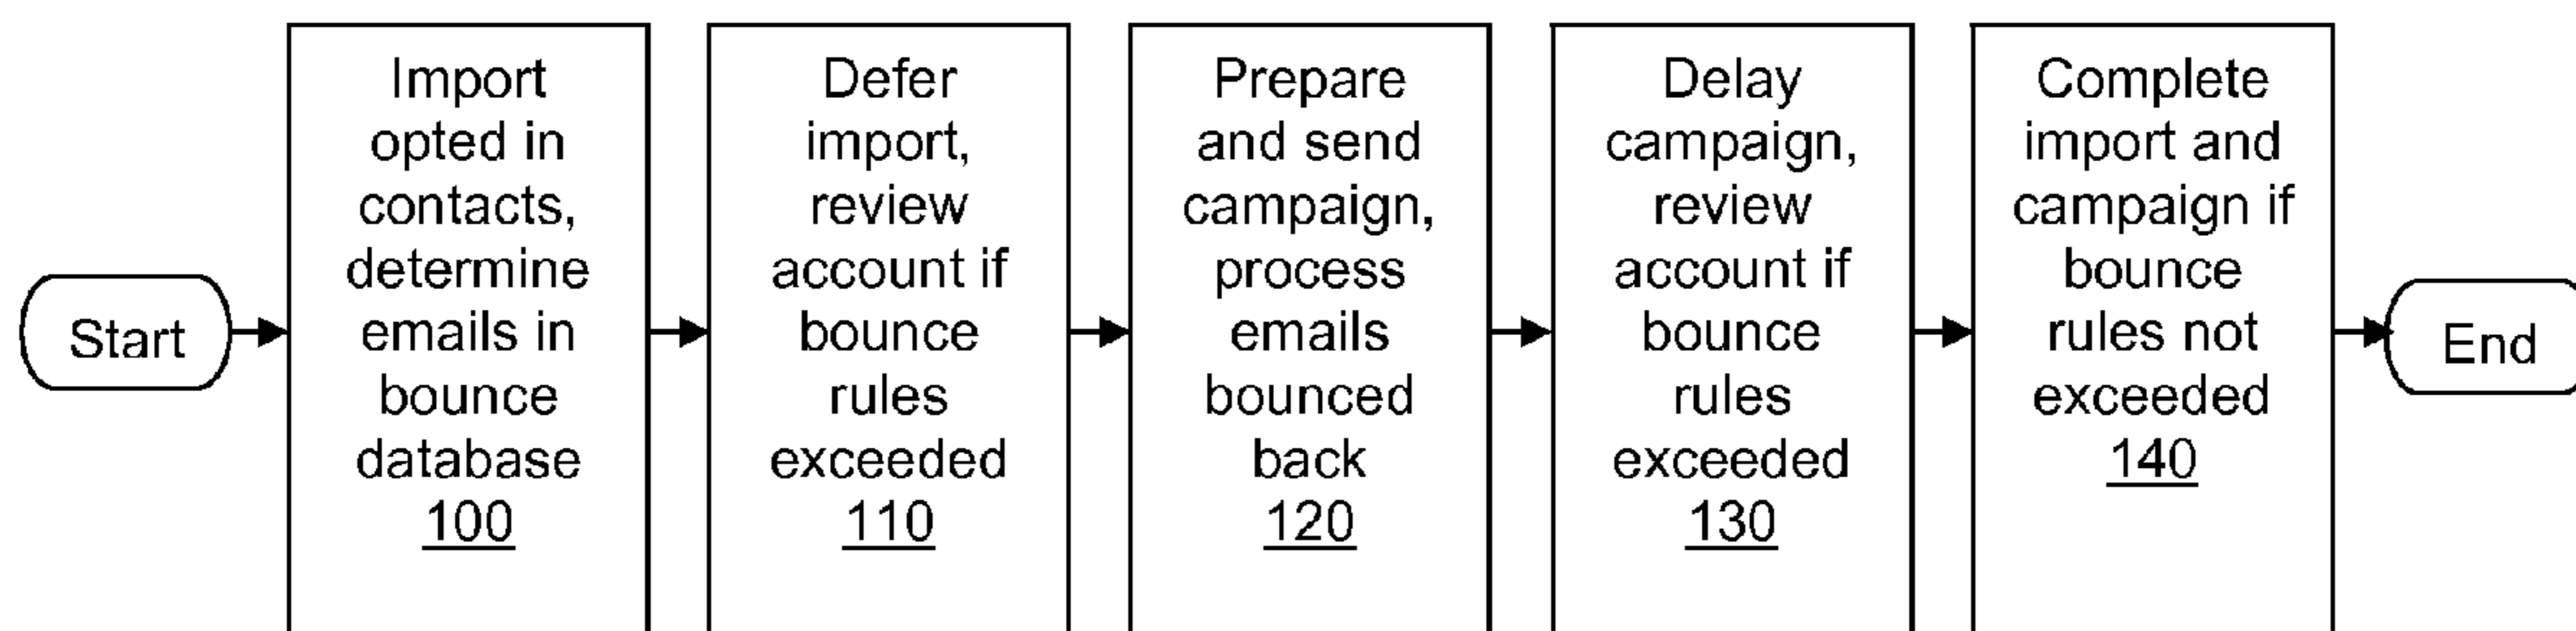 Start
Import
opted in
contacts,
determine
emails in
bounce
database
100
Defer
import,
review
account if
bounce
rules
exceeded
110
Prepare
and send
campaign,
process
emails
bounced
back
120
Delay
campaign,
review
account if
bounce
rules
exceeded
130
Complete
import and
campaign if
bounce
rules not
exceeded
140
End